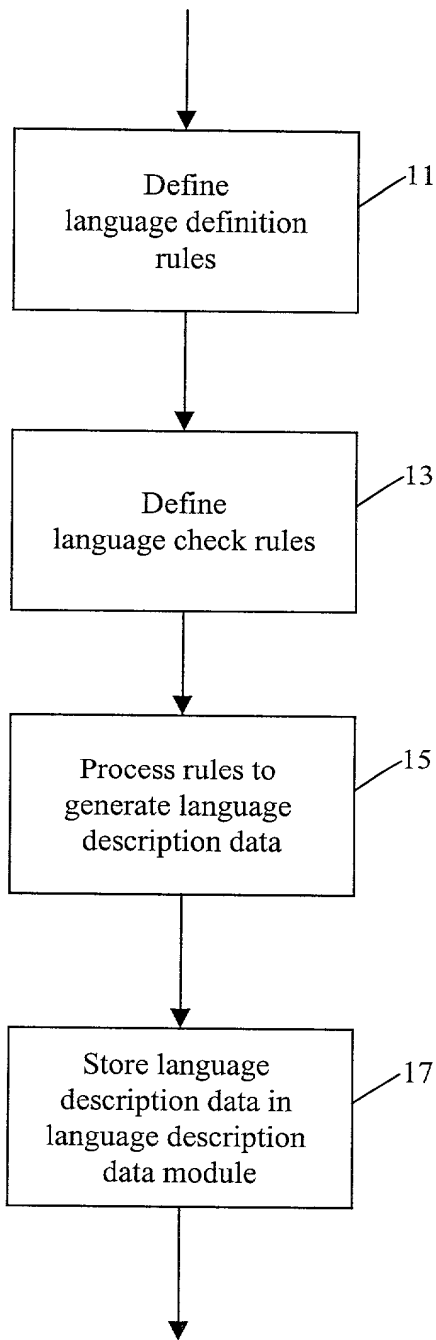 Define
language definition
rules
11
Define
language check rules
13
Process rules to
generate language
description data
15
Store language
description data in
language description
data module
17